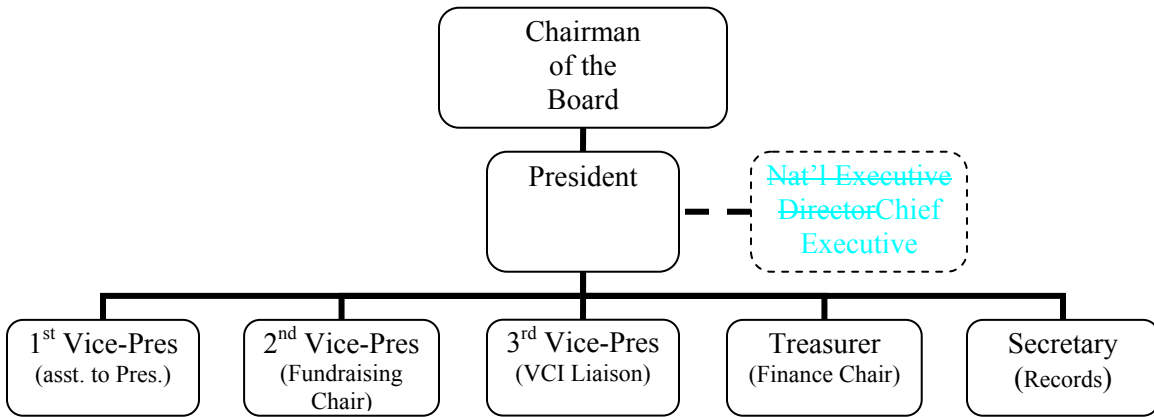 Chairman
of the
Board
President
Nat'l Executive
DirectorChief
Executive
1st Vice-Pres
(asst. to Pres.)
2nd Vice-Pres
(Fundraising
Chair)
3rd Vice-Pres
(VCI Liaison)
Treasurer
(Finance Chair)
Secretary
(Records)